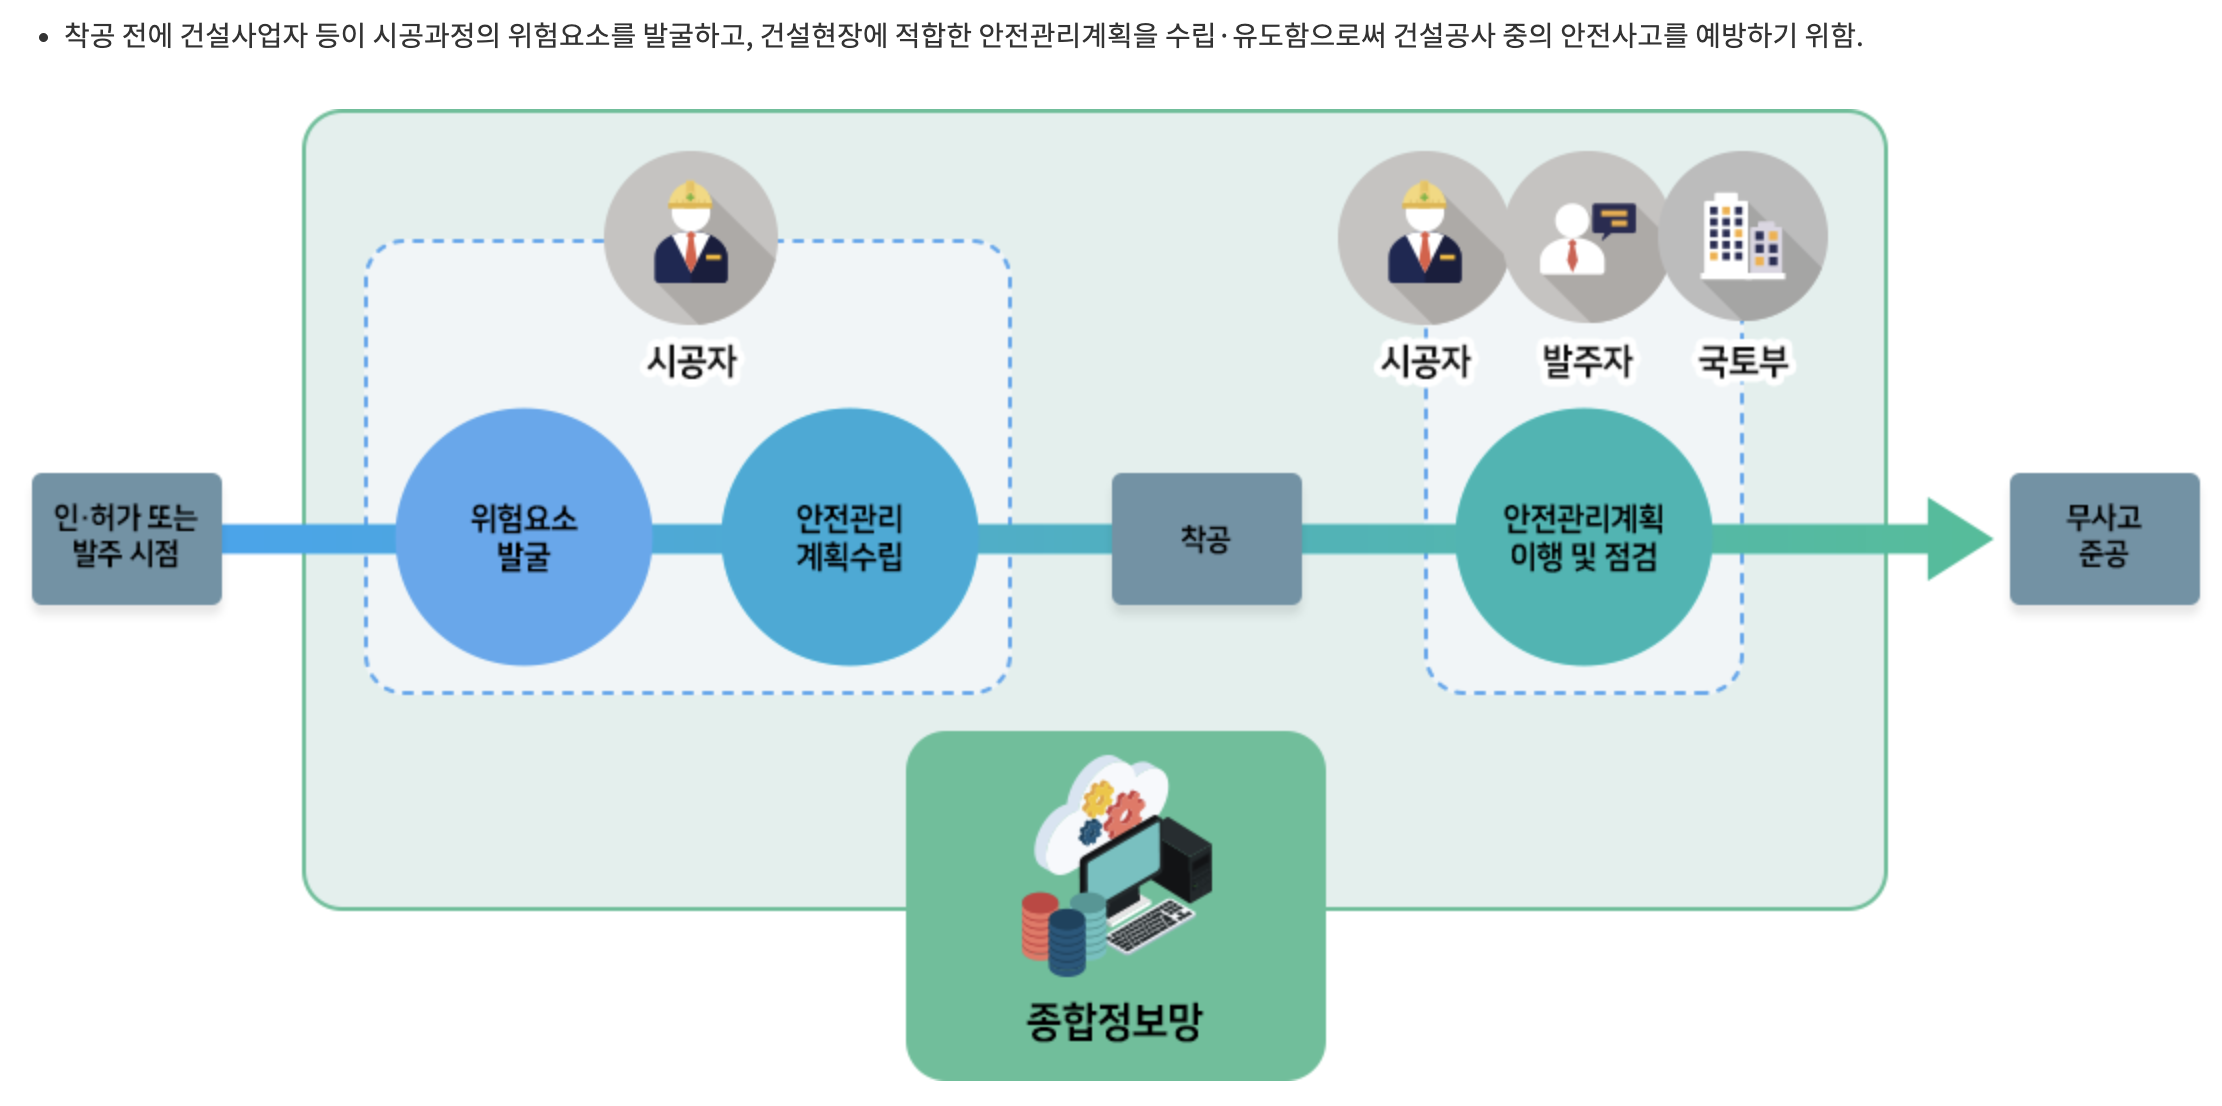 착공 전에 건설사업자 등이 시공과정의 위험요소를 발굴하고, 건설현장에 적합한 안전관리계획을 수립·유도함으로써 건설공사 중의 안전사고를 예방하기 위함.
시공자
시공자
발주자
국토부
인·허가 또는
발주 시점
위험요소
발굴
안전관리
계획수립
착공
안전관리계획
이행 및 점검
무사고
준공
종합정보망